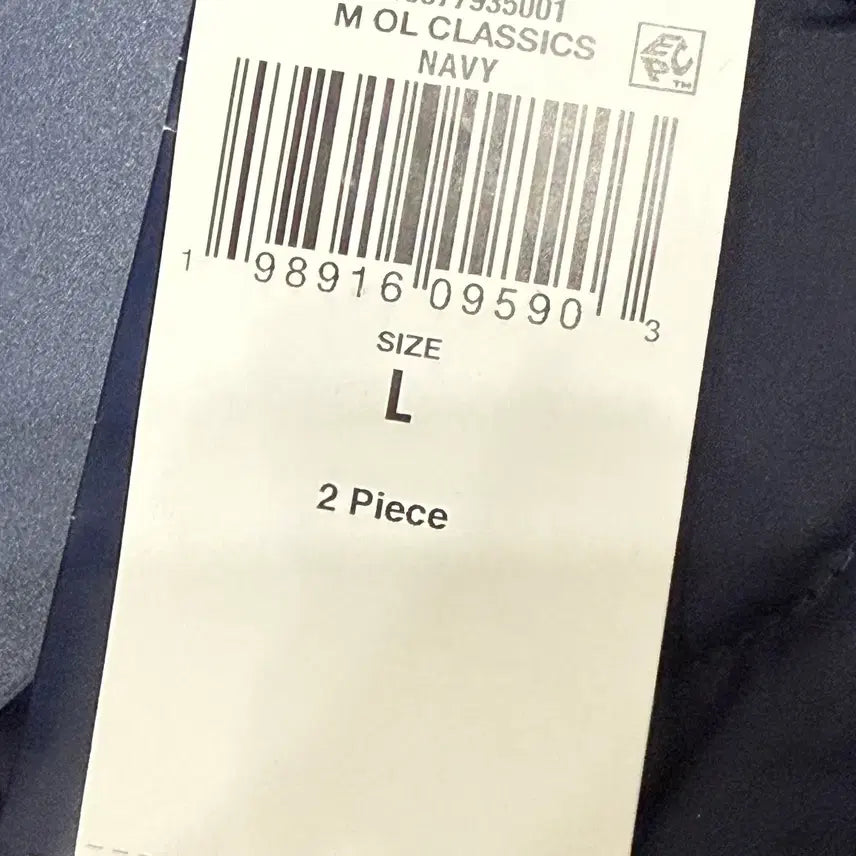 M OL CLASSICS
NAVY
1 98916 09590 3
SIZE
L
2 Piece